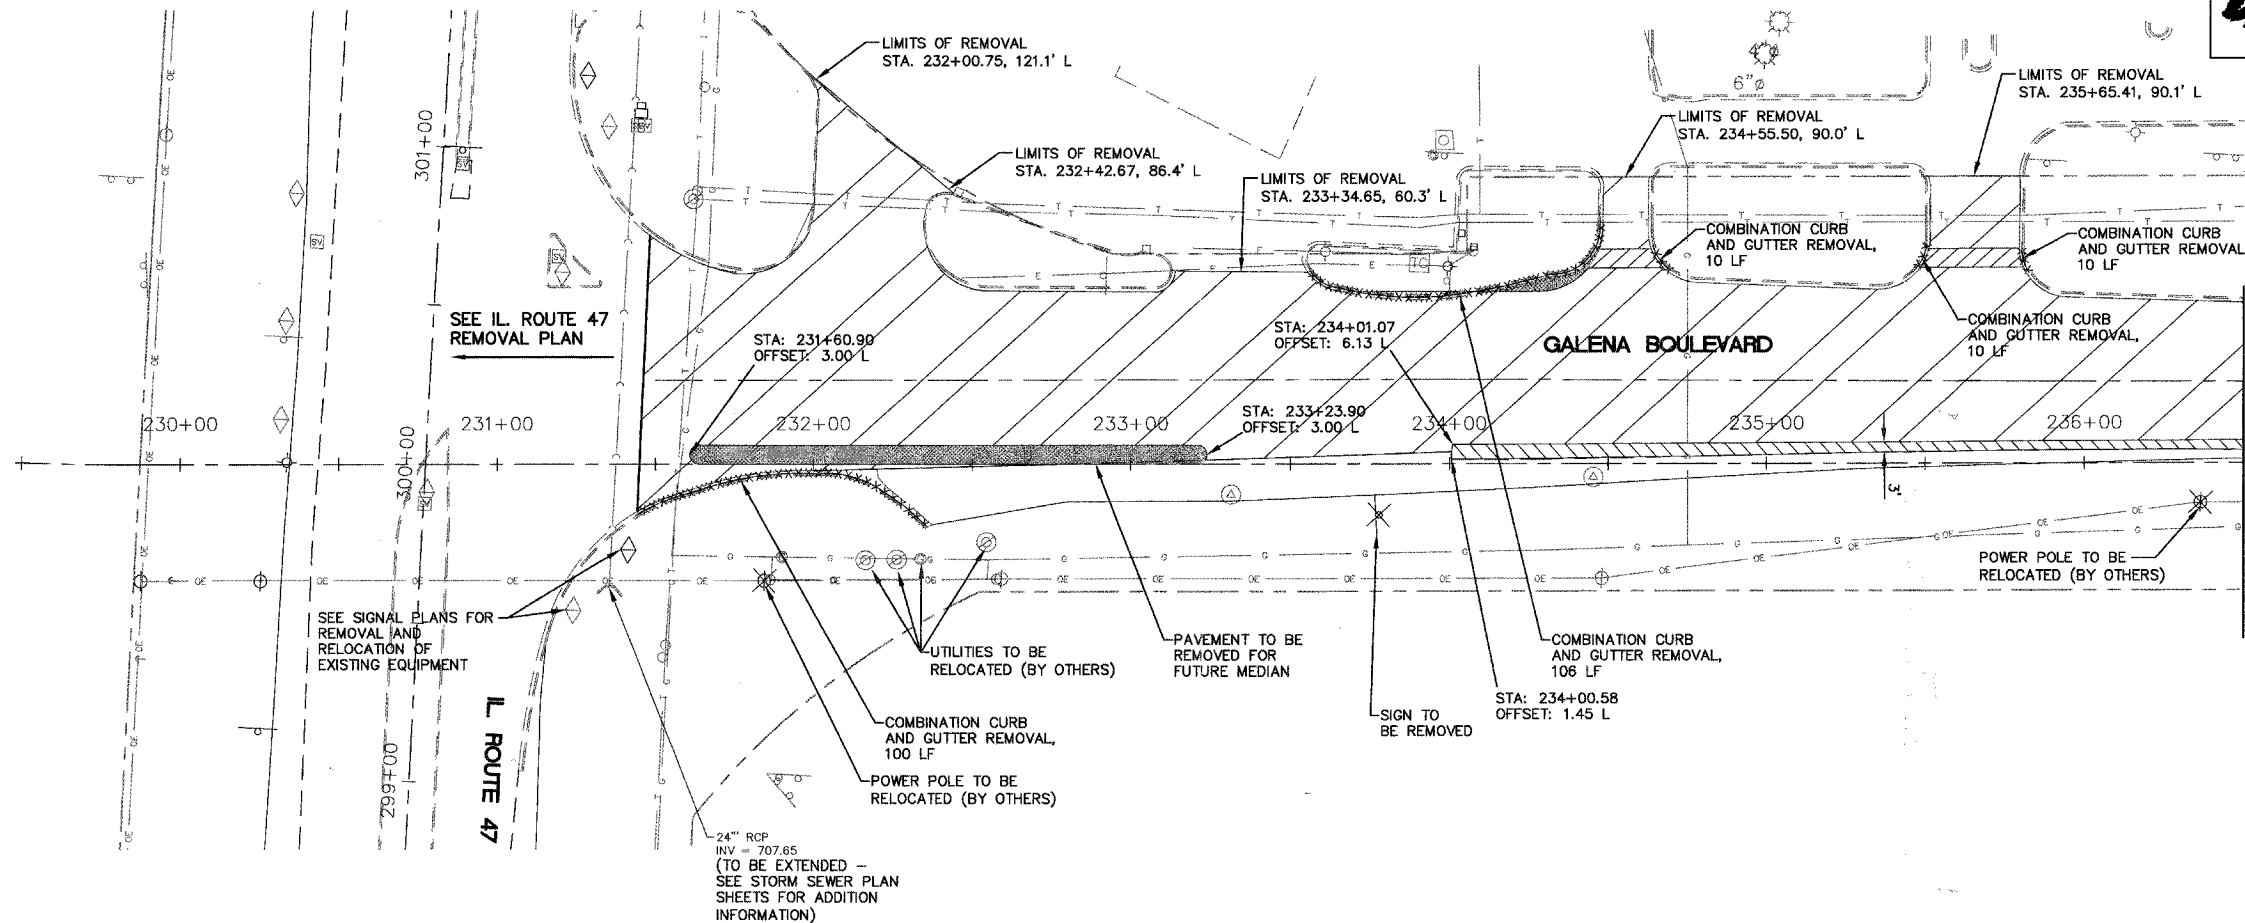 LIMITS OF REMOVAL
STA. 232+00.75, 121.1' L
LIMITS OF REMOVAL
STA. 235+65.41, 90.1' L
6"ø
LIMITS OF REMOVAL
STA. 234+55.50, 90.0' L
LIMITS OF REMOVAL
STA. 232+42.67, 86.4' L
LIMITS OF REMOVAL
STA. 233+34.65, 60.3' L
301+00
COMBINATION CURB
AND GUTTER REMOVAL,
10 LF
COMBINATION CURB
AND GUTTER REMOVAL
10 LF
SEE IL. ROUTE 47
REMOVAL PLAN
STA: 231+60.90
OFFSET: 3.00 L
STA: 234+01.07
OFFSET: 6.13 L
GALENA BOULEVARD
COMBINATION CURB
AND GUTTER REMOVAL,
10 LF
STA: 233+23.90
OFFSET: 3.00 L
230+00
231+00
232+00
233+00
234+00
235+00
236+00
300+00
3'
POWER POLE TO BE
RELOCATED (BY OTHERS)
SEE SIGNAL PLANS FOR
REMOVAL AND
RELOCATION OF
EXISTING EQUIPMENT
UTILITIES TO BE
RELOCATED (BY OTHERS)
PAVEMENT TO BE
REMOVED FOR
FUTURE MEDIAN
COMBINATION CURB
AND GUTTER REMOVAL,
106 LF
STA: 234+00.58
OFFSET: 1.45 L
SIGN TO
BE REMOVED
COMBINATION CURB
AND GUTTER REMOVAL,
100 LF
POWER POLE TO BE
RELOCATED (BY OTHERS)
IL ROUTE 47
299+00
24"' RCP
INV = 707.65
(TO BE EXTENDED –
SEE STORM SEWER PLAN
SHEETS FOR ADDITION
INFORMATION)